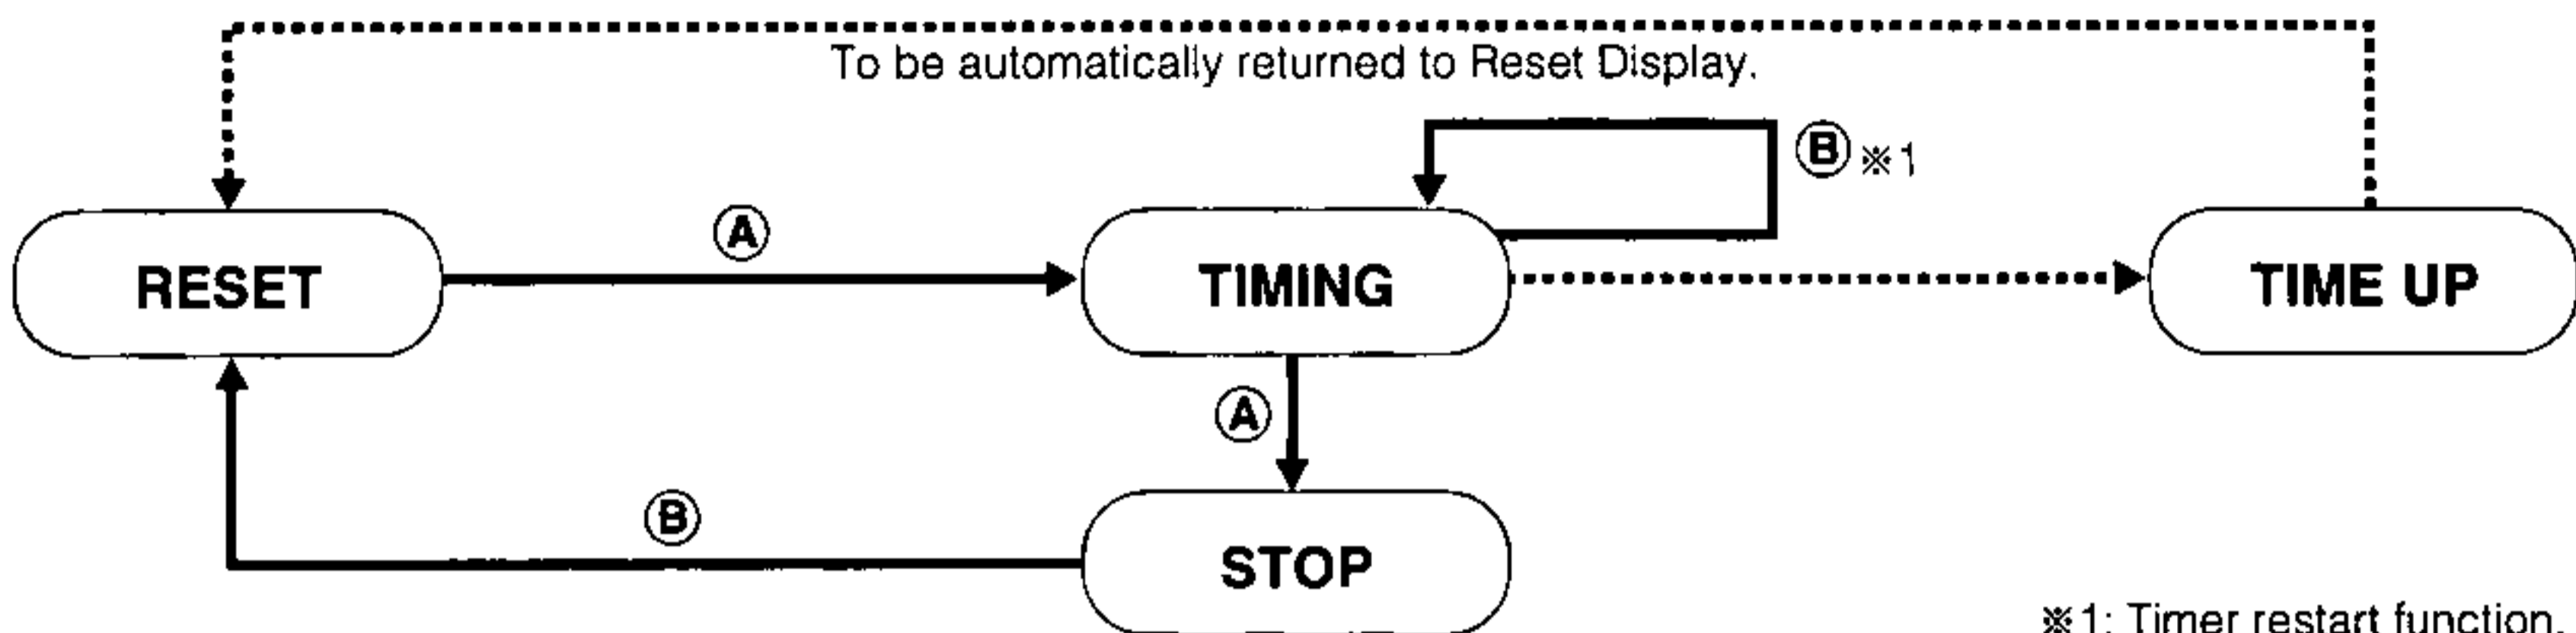 To be automatically returned to Reset Display.
Ⓑ ※1
Ⓐ
RESET
TIMING
TIME UP
Ⓐ
Ⓑ
STOP
※1: Timer restart function.